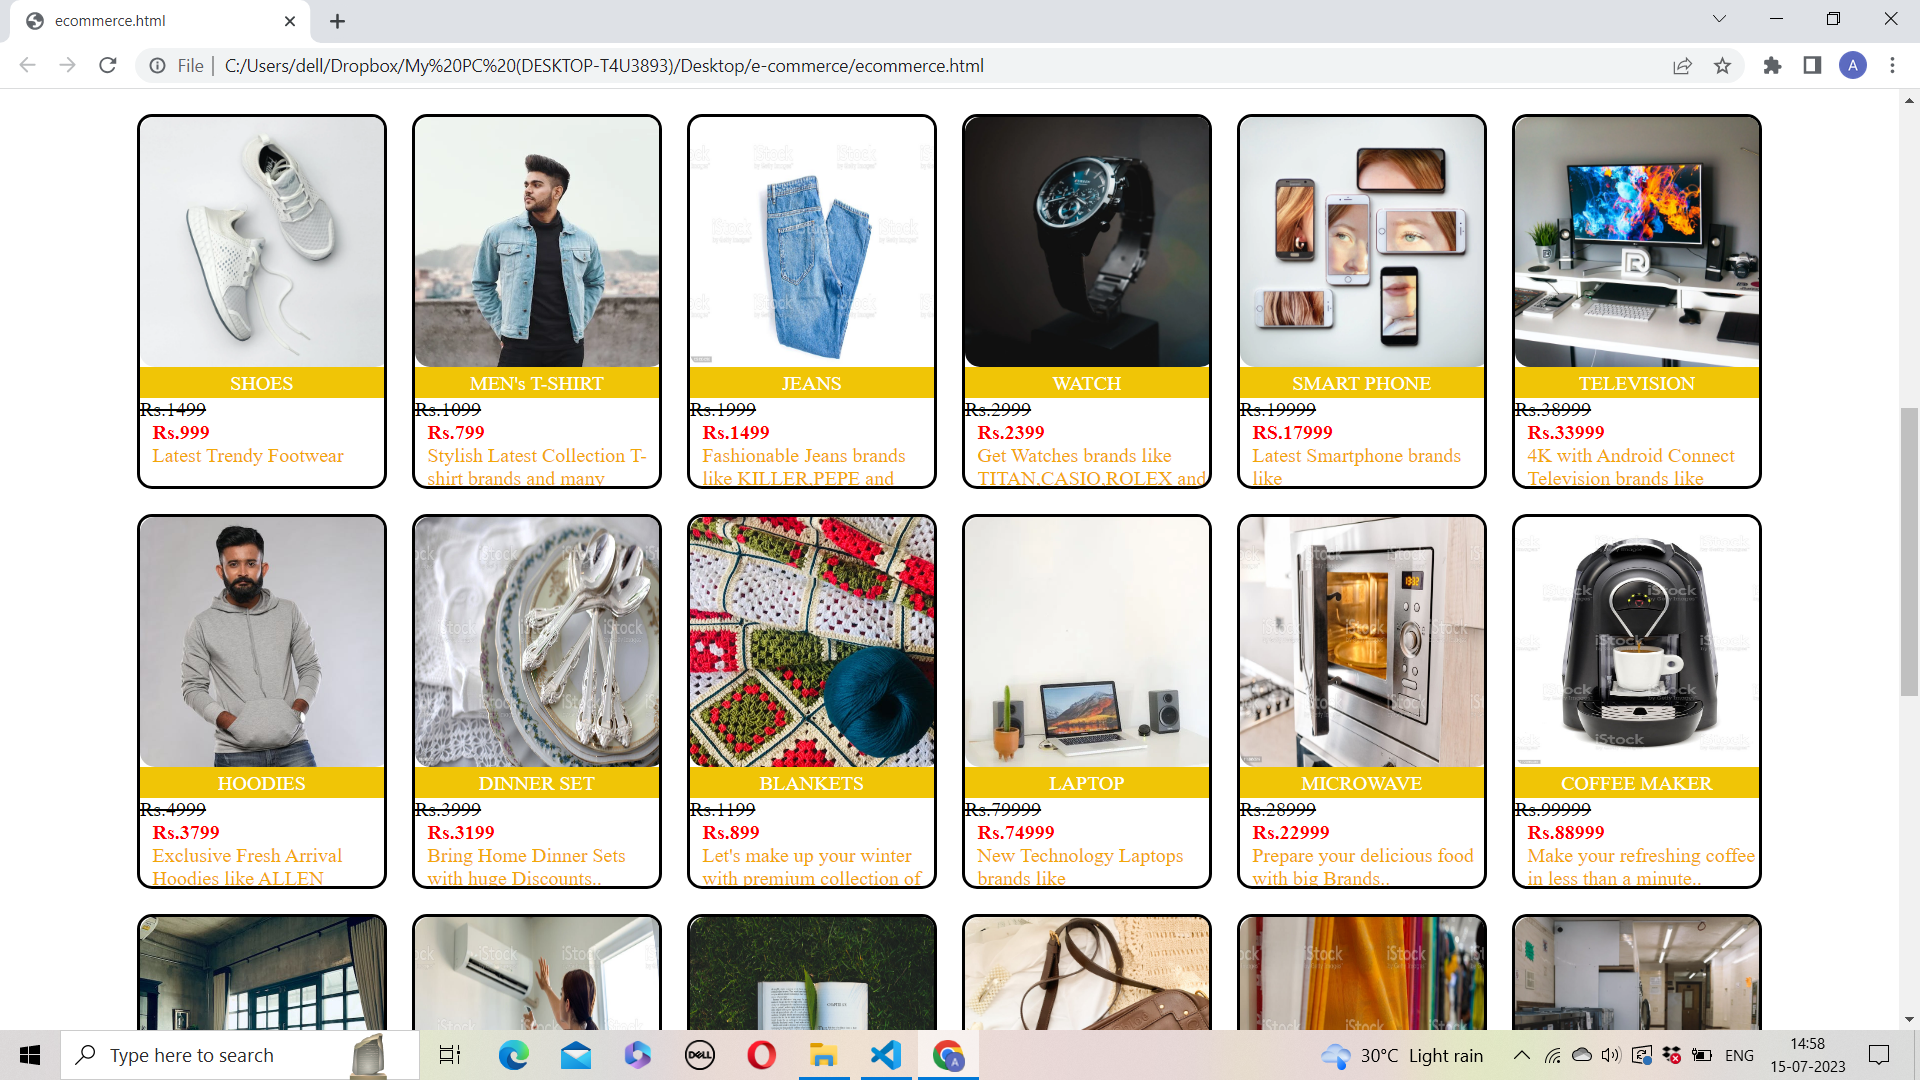 ecommerce.html
File | C:/Users/dell/Dropbox/My%20PC%20(DESKTOP-T4U3893)/Desktop/e-commerce/ecommerce.html
A
SHOES
Rs.1499
Rs.999
Latest Trendy Footwear
MEN's T-SHIRT
Rs.1099
Rs.799
Stylish Latest Collection T-
shirt brands and many
iStock
JEANS
Rs.1999
Rs.1499
Fashionable Jeans brands
like KILLER,PEPE and
WATCH
Rs.2999
Rs.2399
Get Watches brands like
TITAN,CASIO,ROLEX and
SMART PHONE
Rs.19999
RS.17999
Latest Smartphone brands
like
TELEVISION
Rs.38999
Rs.33999
4K with Android Connect
Television brands like
HOODIES
Rs.4999
Rs.3799
Exclusive Fresh Arrival
Hoodies like ALLEN
iStock
DINNER SET
Rs.3999
Rs.3199
Bring Home Dinner Sets
with huge Discounts..
BLANKETS
Rs.1199
Rs.899
Let's make up your winter
with premium collection of
LAPTOP
Rs.79999
Rs.74999
New Technology Laptops
brands like
iStock
MICROWAVE
Rs.28999
Rs.22999
Prepare your delicious food
with big Brands..
iStock
COFFEE MAKER
Rs.99999
Rs.88999
Make your refreshing coffee
in less than a minute..
iStock
iStock
Type here to search
DELL
A
30°C Light rain
ENG
14:58
15-07-2023